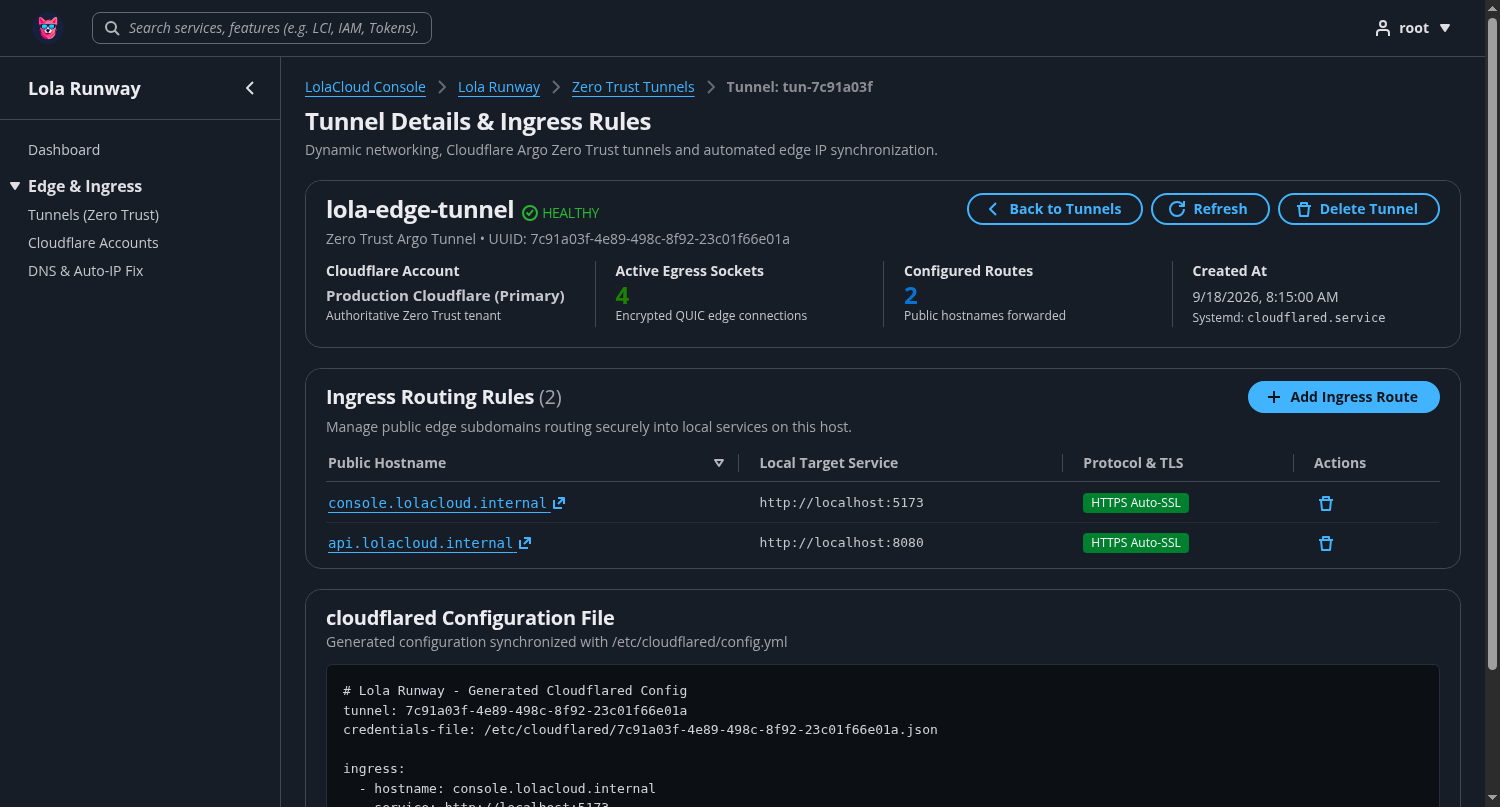 Search services, features (e.g. LCI, IAM, Tokens).
root
Lola Runway
Dashboard
Edge & Ingress
Tunnels (Zero Trust)
Cloudflare Accounts
DNS & Auto-IP Fix
LolaCloud Console
Lola Runway
Zero Trust Tunnels
Tunnel: tun-7c91a03f
Tunnel Details & Ingress Rules
Dynamic networking, Cloudflare Argo Zero Trust tunnels and automated edge IP synchronization.
lola-edge-tunnel
HEALTHY
Back to Tunnels
Refresh
Delete Tunnel
Zero Trust Argo Tunnel • UUID: 7c91a03f-4e89-498c-8f92-23c01f66e01a
Cloudflare Account
Production Cloudflare (Primary)
Authoritative Zero Trust tenant
Active Egress Sockets
4
Encrypted QUIC edge connections
Configured Routes
2
Public hostnames forwarded
Created At
9/18/2026, 8:15:00 AM
Systemd: cloudflared.service
Ingress Routing Rules (2)
Add Ingress Route
Manage public edge subdomains routing securely into local services on this host.
Public Hostname
Local Target Service
Protocol & TLS
Actions
console.lolacloud.internal
http://localhost:5173
HTTPS Auto-SSL
api.lolacloud.internal
http://localhost:8080
HTTPS Auto-SSL
cloudflared Configuration File
Generated configuration synchronized with /etc/cloudflared/config.yml
# Lola Runway - Generated Cloudflared Config
tunnel: 7c91a03f-4e89-498c-8f92-23c01f66e01a
credentials-file: /etc/cloudflared/7c91a03f-4e89-498c-8f92-23c01f66e01a.json
ingress:
- hostname: console.lolacloud.internal
service: http://localhost:5173